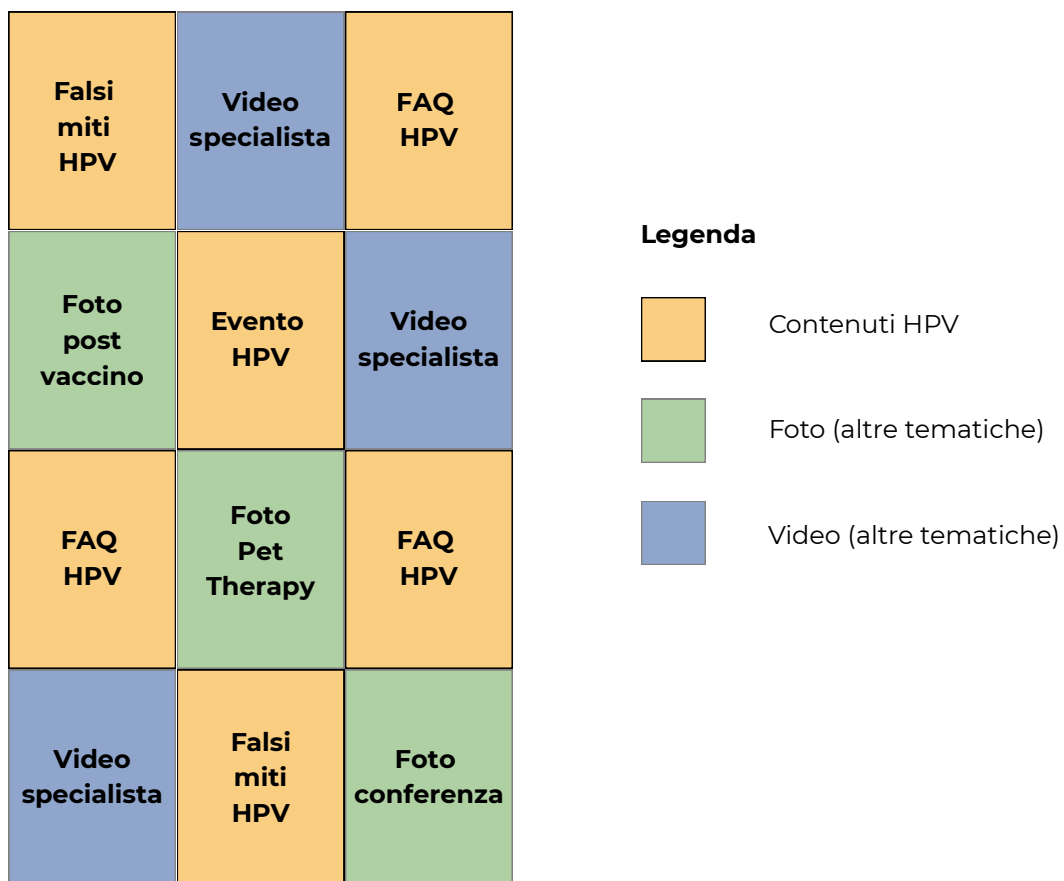 Falsi
miti
HPV
Video
specialista
FAQ
HPV
Foto
post
vaccino
Evento
HPV
Video
specialista
FAQ
HPV
Foto
Pet
Therapy
FAQ
HPV
Video
specialista
Falsi
miti
HPV
Foto
conferenza
Legenda
Contenuti HPV
Foto (altre tematiche)
Video (altre tematiche)